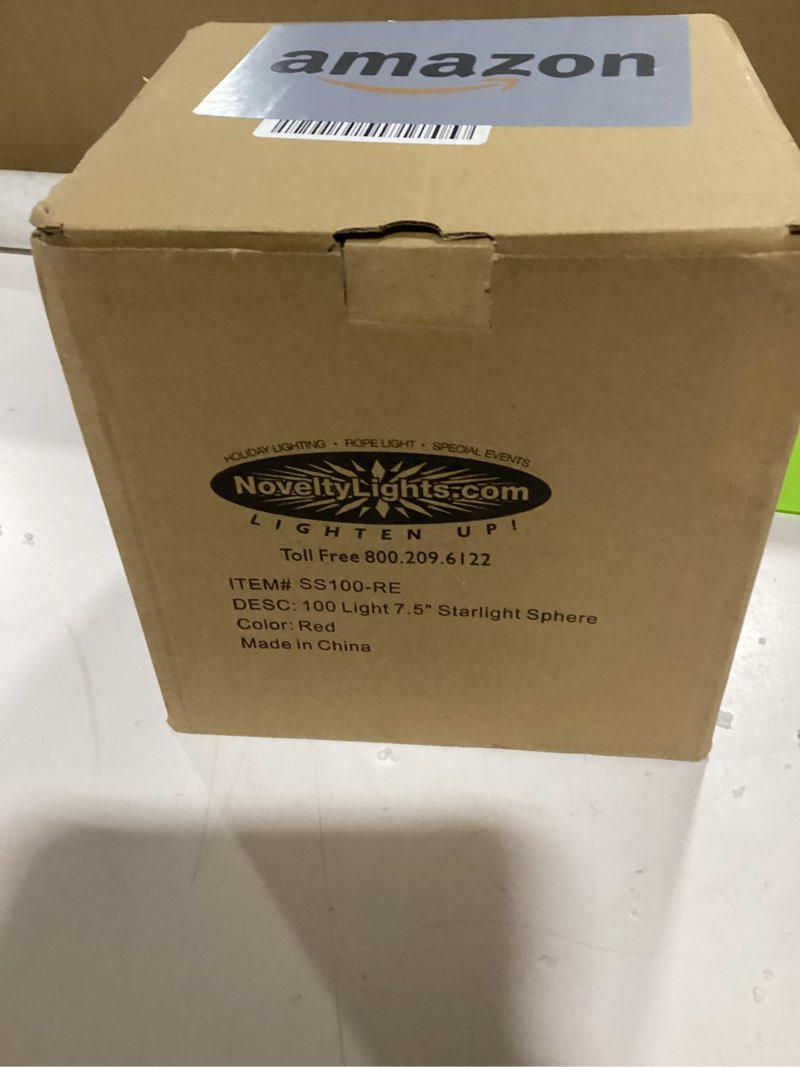 amazon
HOLIDAY LIGHTING • ROPE LIGHT • SPECIAL EVENTS
NoveltyLights.com
LIGHTEN UP!
Toll Free 800.209.6122
ITEM# SS100-RE
DESC: 100 Light 7.5" Starlight Sphere
Color: Red
Made in China